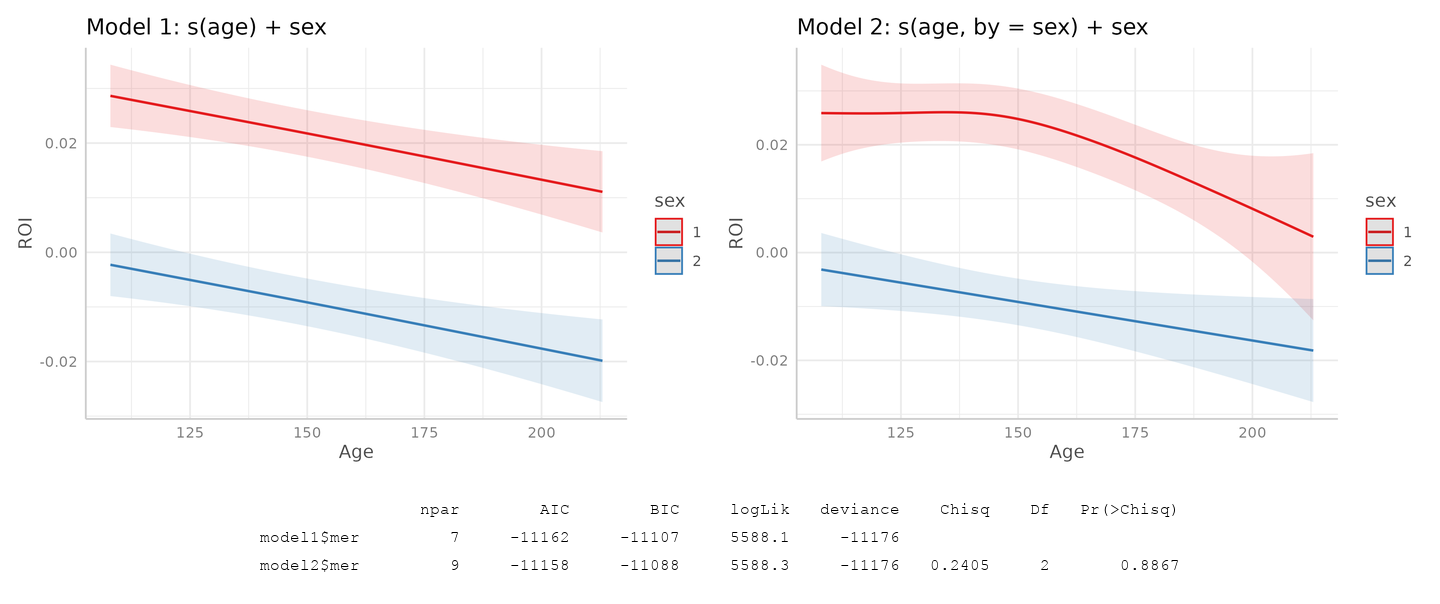 Model 1: s(age) + sex
0.02
0.00
-0.02
ROI
125 150 175 200
Age
sex
1
2
Model 2: s(age, by = sex) + sex
0.02
0.00
-0.02
ROI
125 150 175 200
Age
sex
1
2
npar AIC BIC logLik deviance Chisq Df Pr(>Chisq)
model1$mer 7 -11162 -11107 5588.1 -11176
model2$mer 9 -11158 -11088 5588.3 -11176 0.2405 2 0.8867